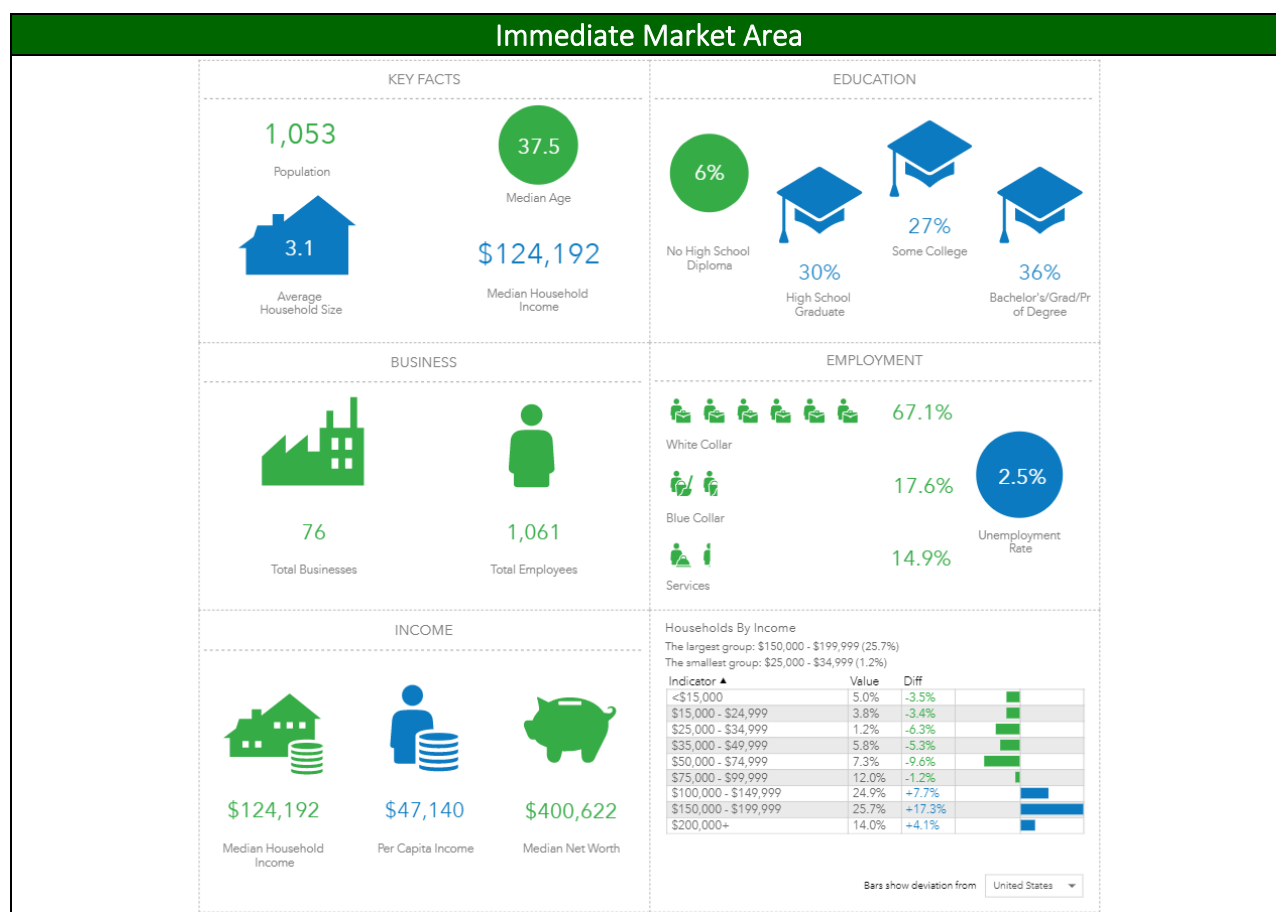 Immediate Market Area
KEY FACTS
1,053
Population
37.5
Median Age
3.1
Average
Household Size
$124,192
Median Household
Income
EDUCATION
6%
No High School
Diploma
30%
High School
Graduate
27%
Some College
36%
Bachelor's/Grad/Pr
of Degree
BUSINESS
76
Total Businesses
1,061
Total Employees
EMPLOYMENT
67.1%
White Collar
17.6%
Blue Collar
14.9%
Services
2.5%
Unemployment
Rate
INCOME
$124,192
Median Household
Income
$47,140
Per Capita Income
$400,622
Median Net Worth
Households By Income
The largest group: $150,000 - $199,999 (25.7%)
The smallest group: $25,000 - $34,999 (1.2%)
Indicator ▲ Value Diff
<$15,000 5.0% -3.5%
$15,000 - $24,999 3.8% -3.4%
$25,000 - $34,999 1.2% -6.3%
$35,000 - $49,999 5.8% -5.3%
$50,000 - $74,999 7.3% -9.6%
$75,000 - $99,999 12.0% -1.2%
$100,000 - $149,999 24.9% +7.7%
$150,000 - $199,999 25.7% +17.3%
$200,000+ 14.0% +4.1%
Bars show deviation from United States